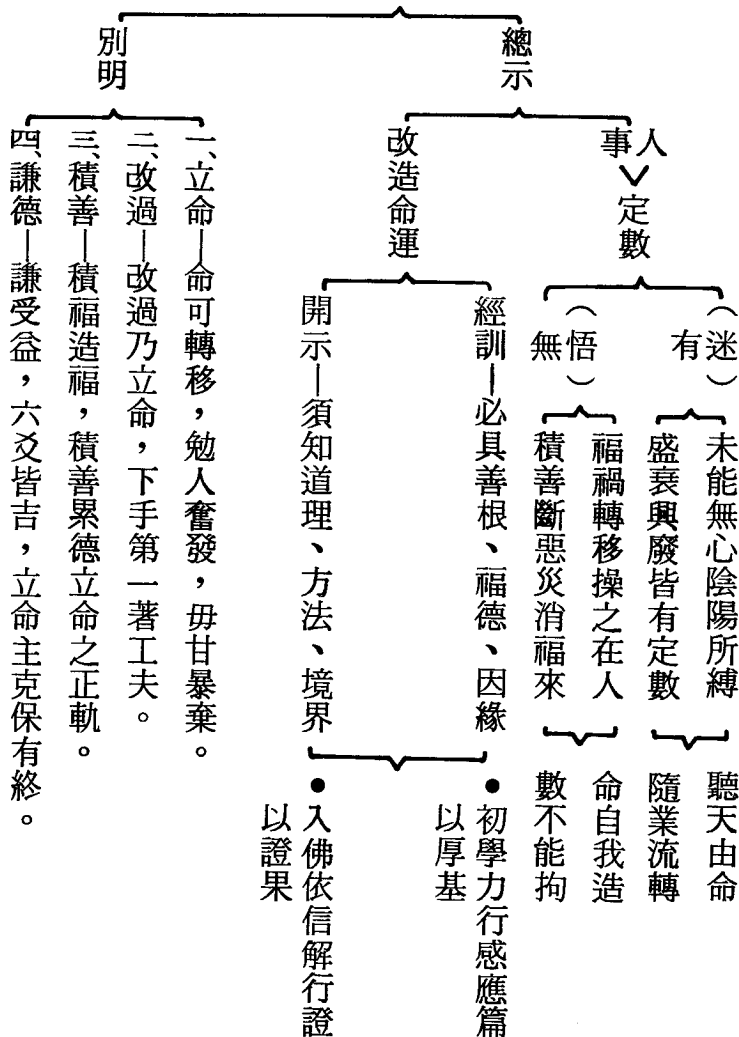 總示
人
事
定數
(迷)
有
未能無心陰陽所縛
盛衰興廢皆有定數
聽天由命
隨業流轉
(悟)
無
福禍轉移操之在人
積善斷惡災消福來
命自我造
數不能拘
改造命運
經訓—必具善根、福德、因緣
開示—須知道理、方法、境界
●初學力行感應篇
以厚基
●入佛依信解行證
以證果
別明
一、立命—命可轉移,勉人奮發,毋甘暴棄。
二、改過—改過乃立命,下手第一著工夫。
三、積善—積福造福,積善累德立命之正軌。
四、謙德—謙受益,六爻皆吉,立命主克保有終。